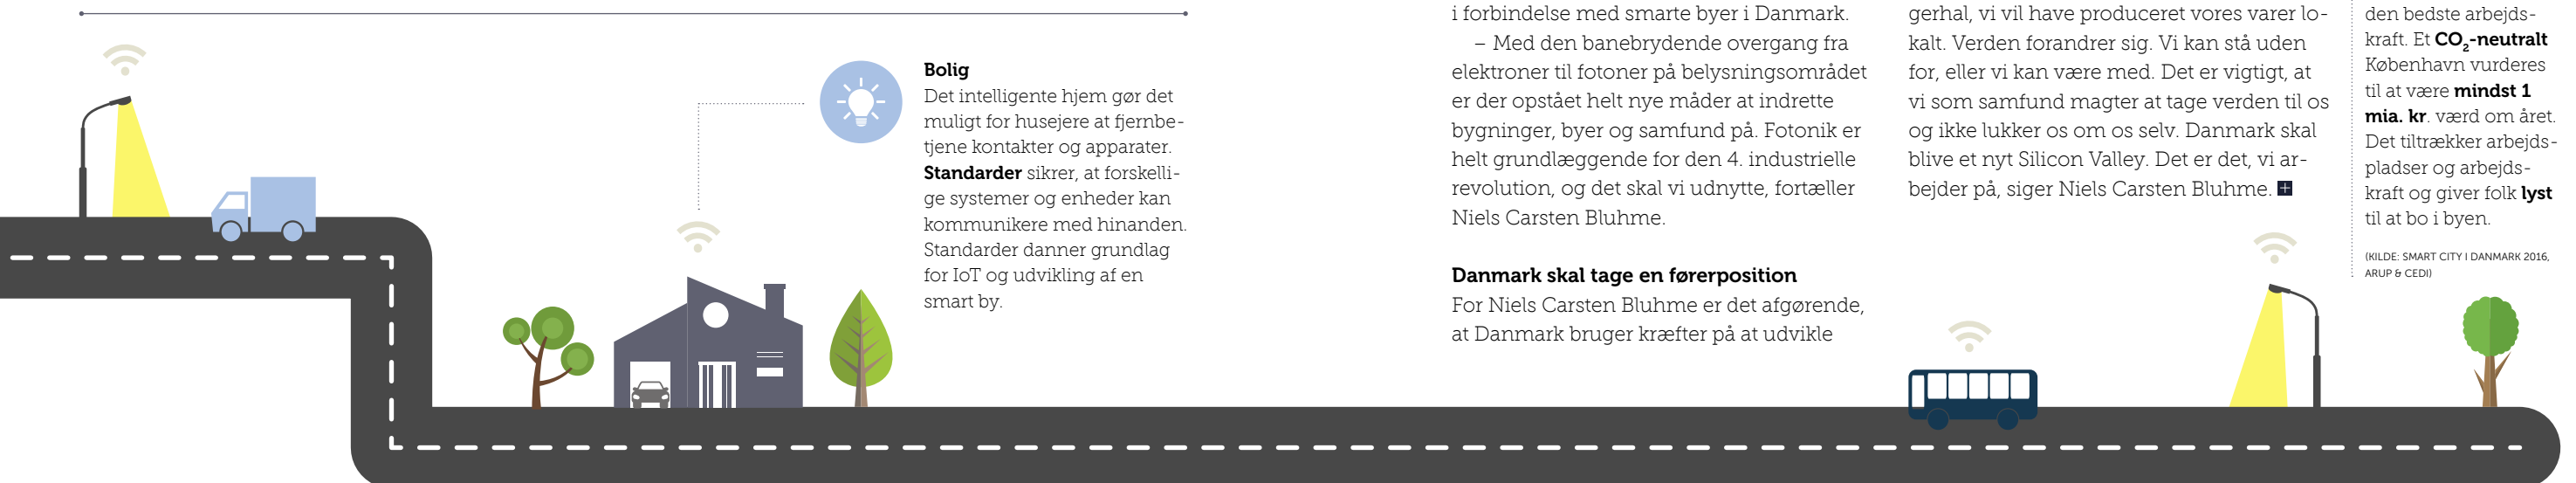 Bolig
Det intelligente hjem gør det
muligt for husejere at fjernbe-
tjene kontakter og apparater.
Standarder sikrer, at forskelli-
ge systemer og enheder kan
kommunikere med hinanden.
Standarder danner grundlag
for IoT og udvikling af en
smart by.
i forbindelse med smarte byer i Danmark.
– Med den banebrydende overgang fra
elektroner til fotoner på belysningsområdet
er der opstået helt nye måder at indrette
bygninger, byer og samfund på. Fotonik er
helt grundlæggende for den 4. industrielle
revolution, og det skal vi udnytte, fortæller
Niels Carsten Bluhme.
Danmark skal tage en førerposition
For Niels Carsten Bluhme er det afgørende,
at Danmark bruger kræfter på at udvikle
gerhal, vi vil have produceret vores varer lo-
kalt. Verden forandrer sig. Vi kan stå uden
for, eller vi kan være med. Det er vigtigt, at
vi som samfund magter at tage verden til os
og ikke lukker os om os selv. Danmark skal
blive et nyt Silicon Valley. Det er det, vi ar-
bejder på, siger Niels Carsten Bluhme.
den bedste arbejds-
kraft. Et CO₂-neutralt
København vurderes
til at være mindst 1
mia. kr. værd om året.
Det tiltrækker arbejds-
pladser og arbejds-
kraft og giver folk lyst
til at bo i byen.
(KILDE: SMART CITY I DANMARK 2016,
ARUP & CEDI)